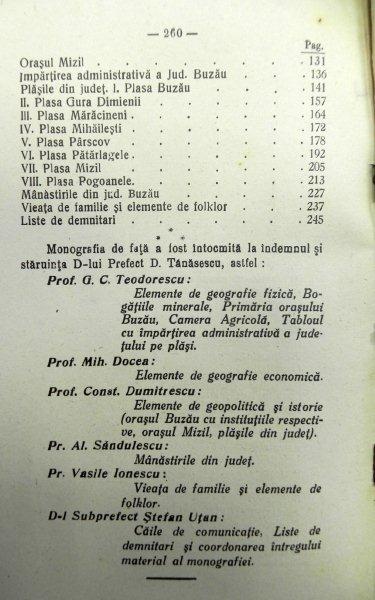 — 260 —
Pag.
Orașul Mizil . . . . . . . 131
Impărțirea administrativă a Jud. Buzău . . . 136
Plășile din județ. I. Plasa Buzău . . . . 141
II. Plasa Gura Dimienii . . . . . 157
III. Plasa Mărăcineni . . . . . . 164
IV. Plasa Mihăilești . . . . . . 172
V. Plasa Pârscov . . . . . . 178
VI. Plasa Pătârlagele . . . . . . 192
VII. Plasa Mizil . . . . . . 205
VIII. Plasa Pogoanele. . . . . . 213
Mânăstirile din jud. Buzău . . . . . 227
Vieața de familie și elemente de folklor . . . 237
Liste de demnitari . . . . . . 245
* * *
Monografia de față a fost întocmită la îndemnul și
stăruința D-lui Prefect D. Tănăsescu, astfel :
Prof. G. C. Teodorescu :
Elemente de geografie fizică, Bo-
gățiile minerale, Primăria orașului
Buzău, Camera Agricolă, Tabloul
cu împărțirea administrativă a jude-
țului pe plăși.
Prof. Mih. Docea :
Elemente de geografie economică.
Prof. Const. Dumitrescu :
Elemente de geopolitică și istorie
(orașul Buzău cu instituțiile respecti-
ve, orașul Mizil, plășile din județ).
Pr. Al. Săndulescu :
Mânăstirile din județ.
Pr. Vasile Ionescu :
Vieața de familie și elemente de
folklor.
D-l Subprefect Ștefan Uțan :
Căile de comunicație, Liste de
demnitari și coordonarea întregului
material al monografiei.